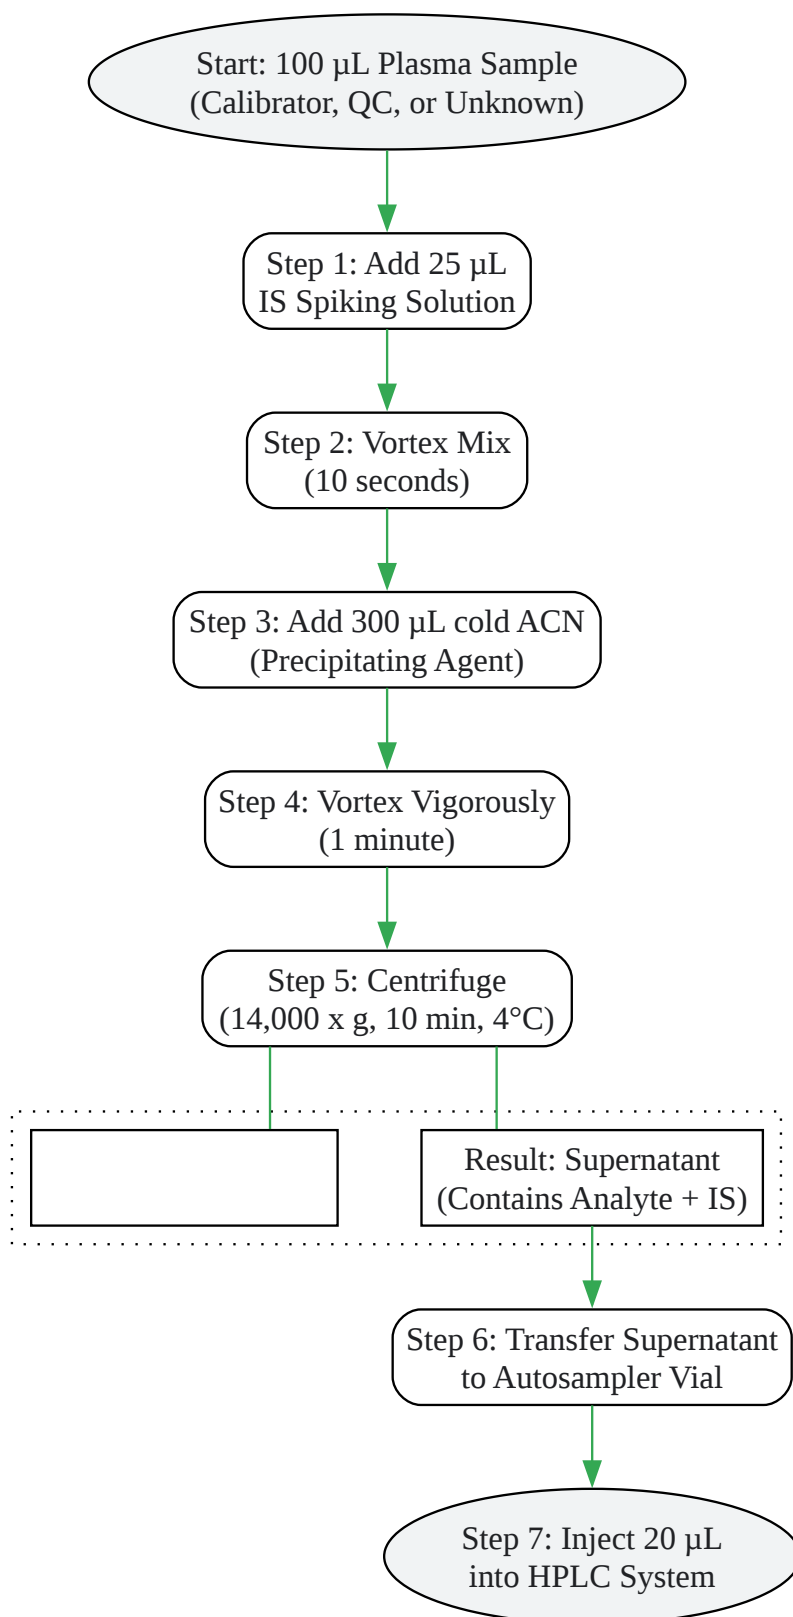 Start: 100 µL Plasma Sample
(Calibrator, QC, or Unknown)
Step 1: Add 25 µL
IS Spiking Solution
Step 2: Vortex Mix
(10 seconds)
Step 3: Add 300 µL cold ACN
(Precipitating Agent)
Step 4: Vortex Vigorously
(1 minute)
Step 5: Centrifuge
(14,000 x g, 10 min, 4°C)
Result: Supernatant
(Contains Analyte + IS)
Step 6: Transfer Supernatant
to Autosampler Vial
Step 7: Inject 20 µL
into HPLC System